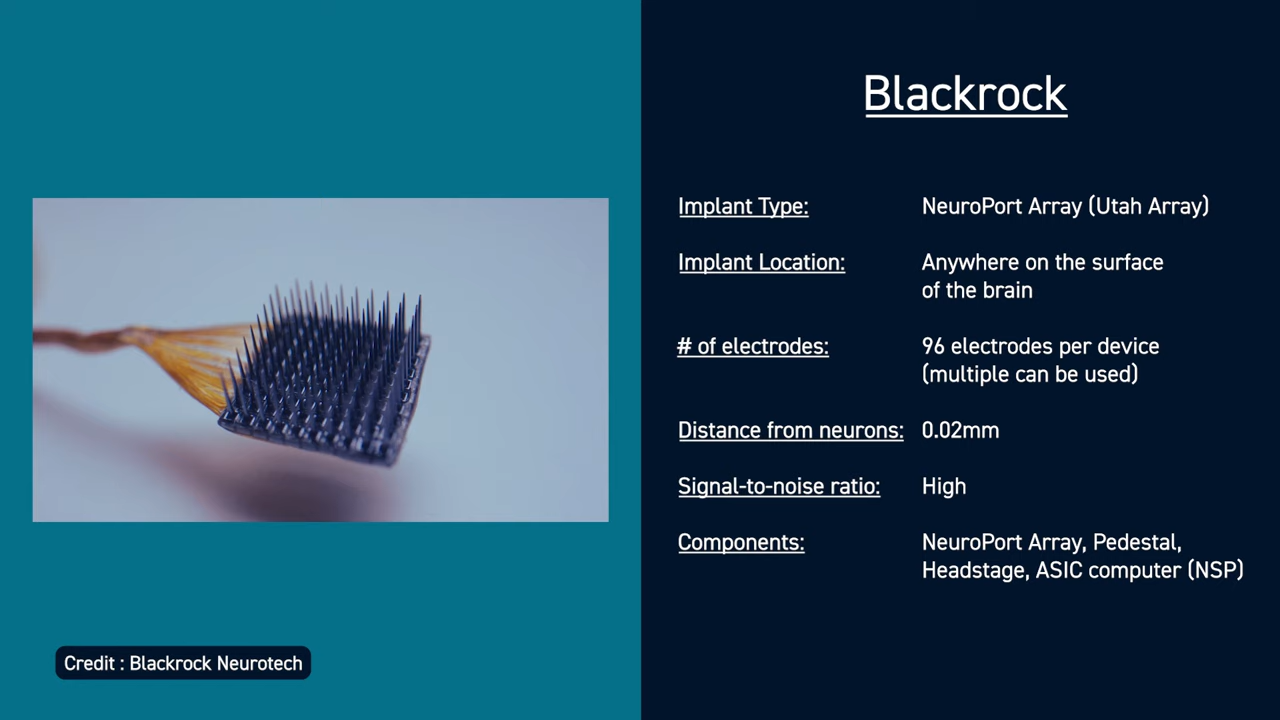 Blackrock
Implant Type: NeuroPort Array (Utah Array)
Implant Location: Anywhere on the surface
of the brain
# of electrodes: 96 electrodes per device
(multiple can be used)
Distance from neurons: 0.02mm
Signal-to-noise ratio: High
Components: NeuroPort Array, Pedestal,
Headstage, ASIC computer (NSP)
Credit : Blackrock Neurotech